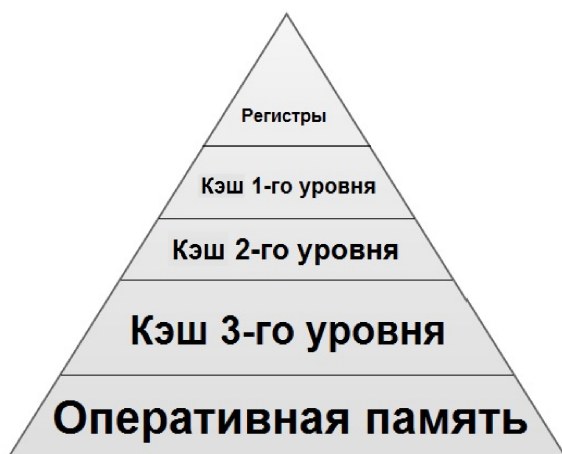 Регистры
Кэш 1-го уровня
Кэш 2-го уровня
Кэш 3-го уровня
Оперативная память